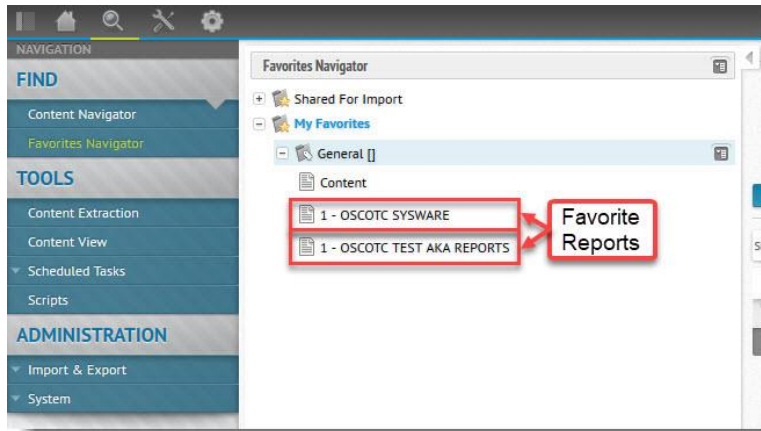 NAVIGATION
FIND
Content Navigator
Favorites Navigator
TOOLS
Content Extraction
Content View
Scheduled Tasks
Scripts
ADMINISTRATION
Import & Export
System
Favorites Navigator
Shared For Import
My Favorites
General []
Content
1 - OSCOTC SYSWARE
1 - OSCOTC TEST AKA REPORTS
Favorite
Reports